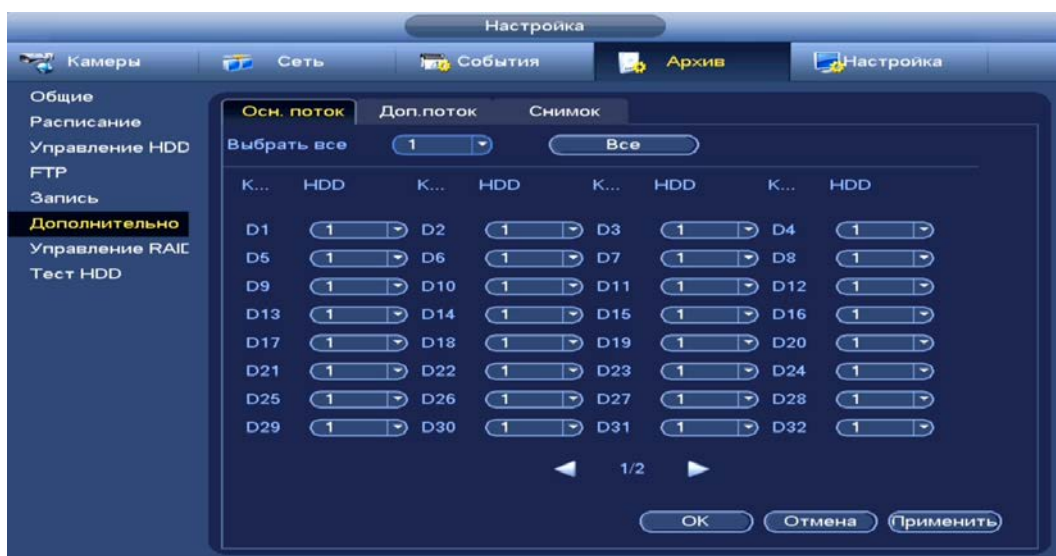 Настройка
Камеры Сеть События Архив Настройка
Общие
Расписание
Управление HDD
FTP
Запись
Дополнительно
Управление RAID
Тест HDD
Осн. поток Доп.поток Снимок
Выбрать все 1 Все
К... HDD К... HDD К... HDD К... HDD
D1 1 D2 1 D3 1 D4 1
D5 1 D6 1 D7 1 D8 1
D9 1 D10 1 D11 1 D12 1
D13 1 D14 1 D15 1 D16 1
D17 1 D18 1 D19 1 D20 1
D21 1 D22 1 D23 1 D24 1
D25 1 D26 1 D27 1 D28 1
D29 1 D30 1 D31 1 D32 1
1/2
ОК Отмена Применить